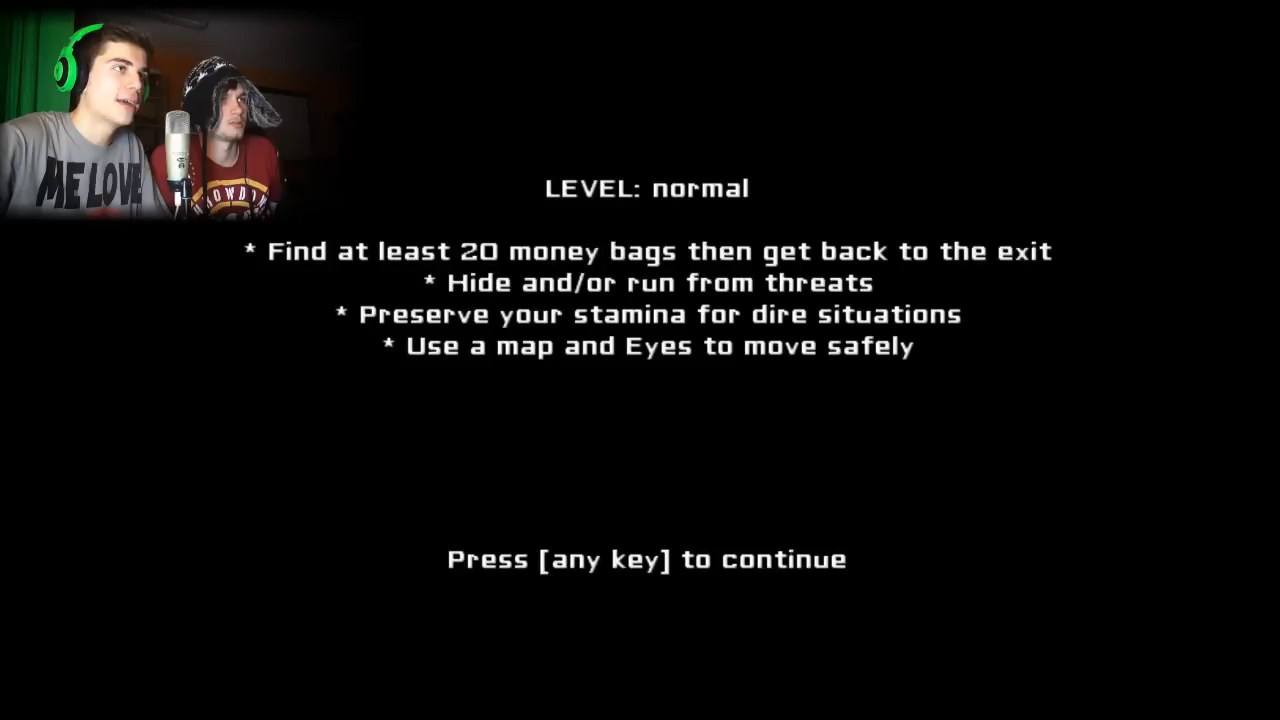 ME LOVE
LEVEL: normal
* Find at least 20 money bags then get back to the exit
* Hide and/or run from threats
* Preserve your stamina for dire situations
* Use a map and Eyes to move safely
Press [any key] to continue